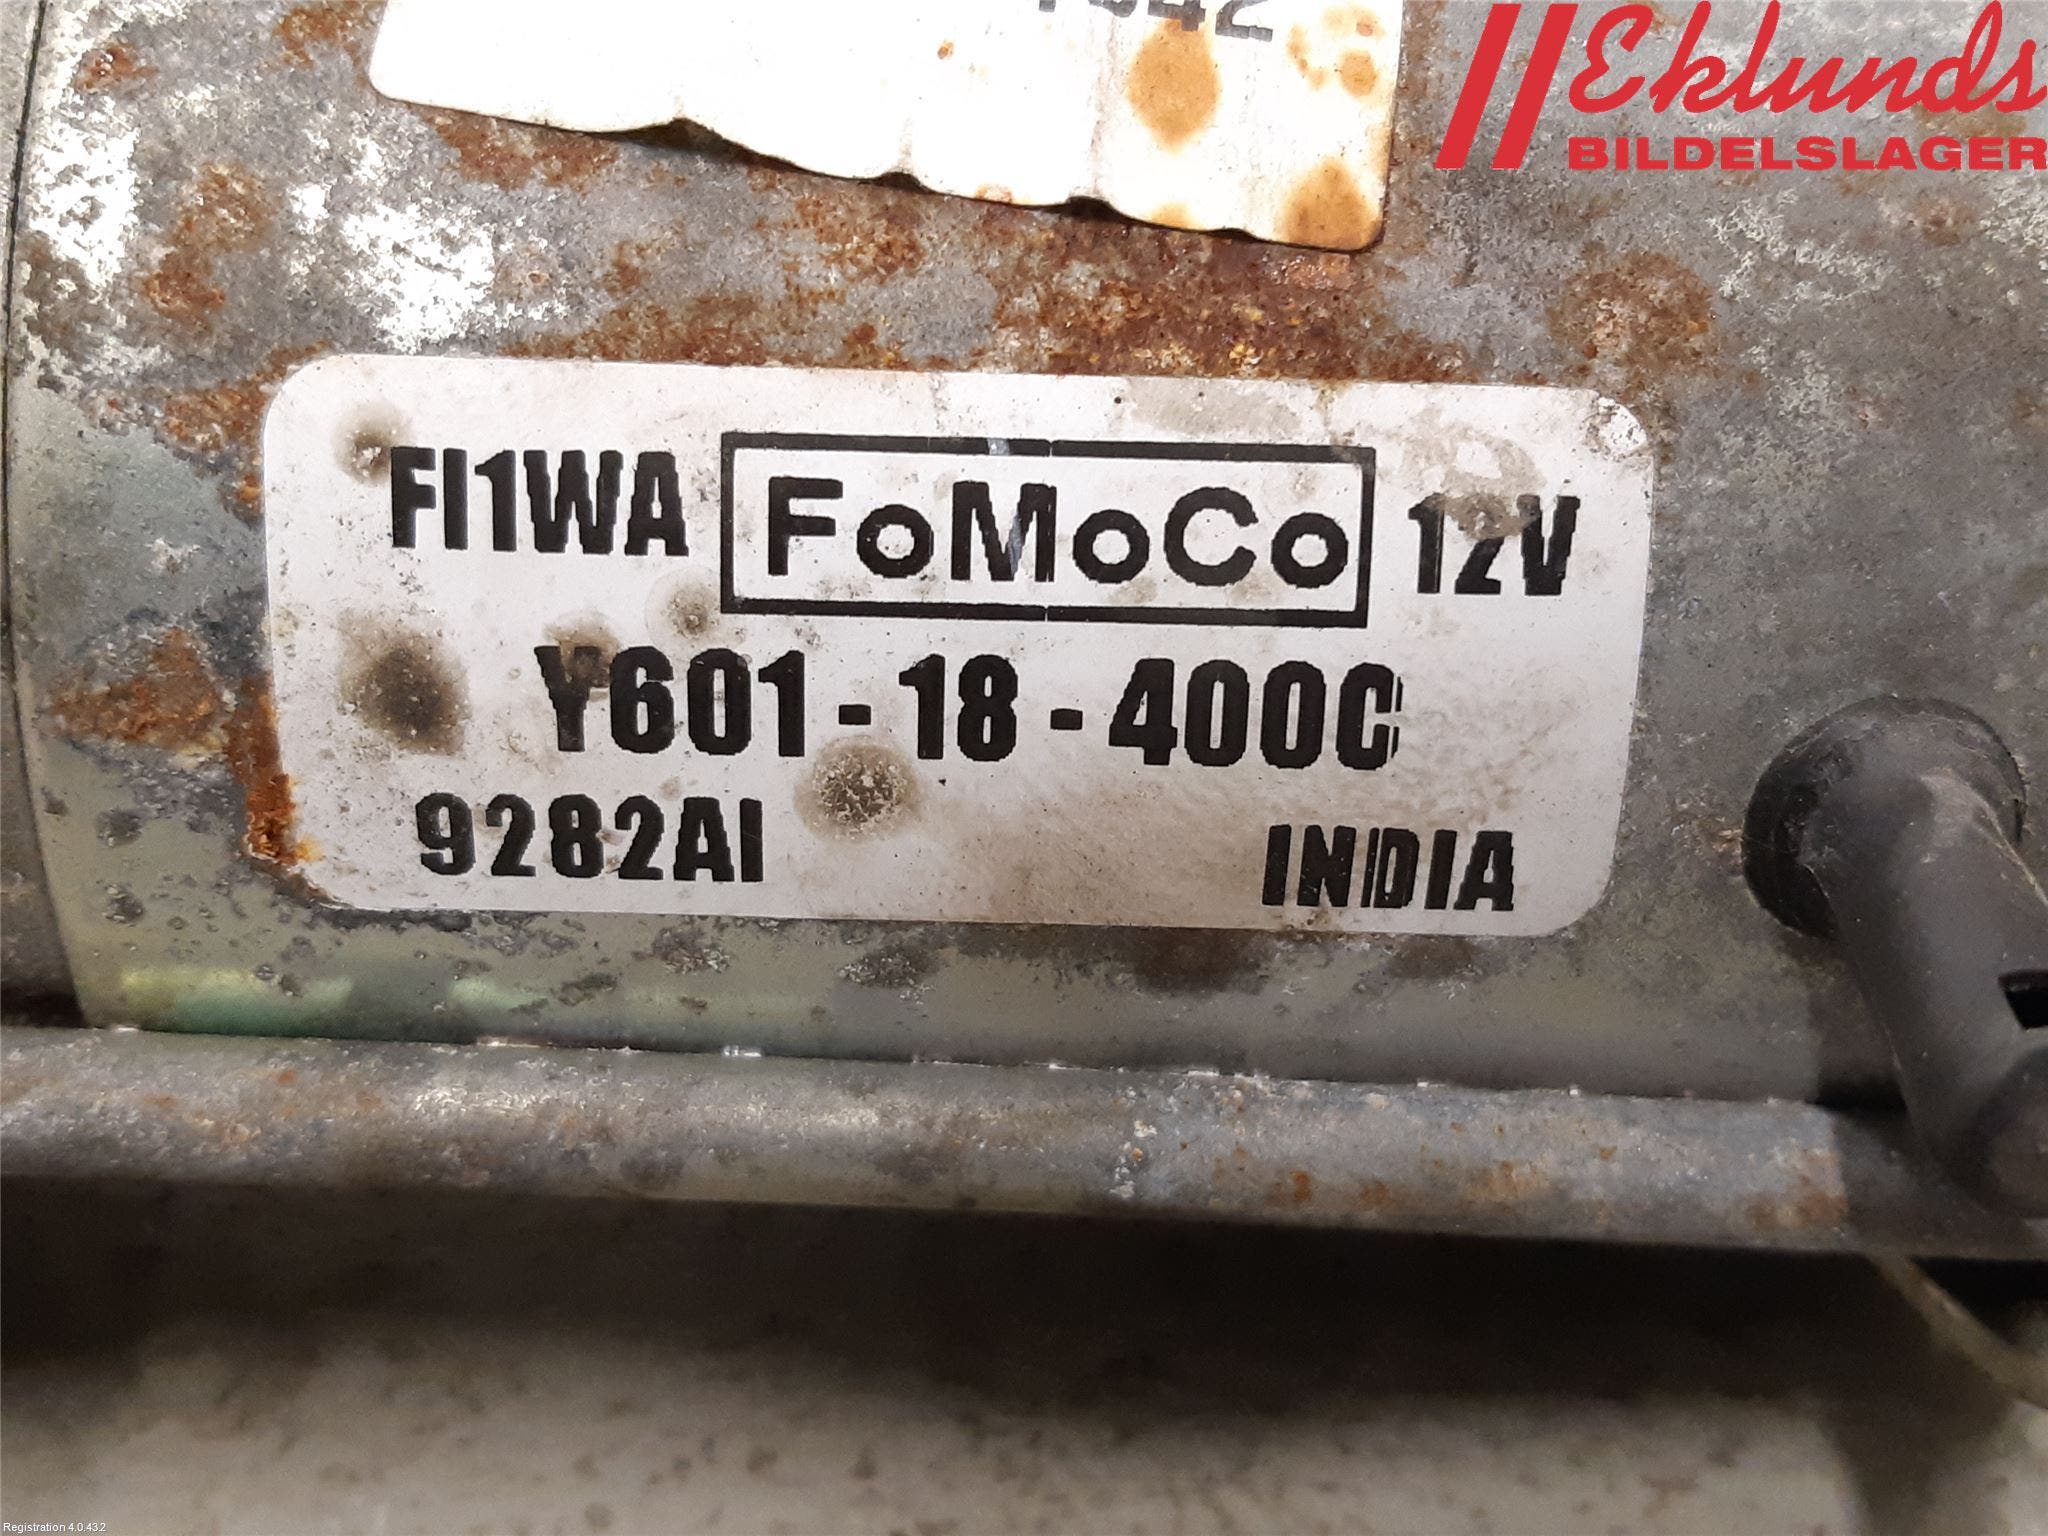 Eklunds
BILDELSLAGER
FI1WA FoMoCo 12V
Y601-18-400C
9282AI INDIA
Registration 4.0.432